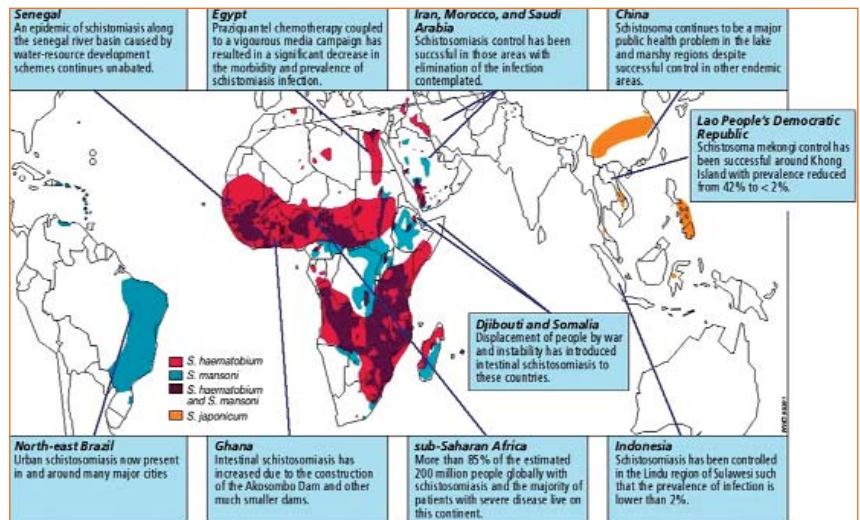 Senegal
An epidemic of schistomiasis along
the senegal river basin caused by
water-resource development
schemes continues unabated.
Egypt
Praziquantel chemotherapy coupled
to a vigourous media campaign has
resulted in a significant decrease in
the morbidity and prevalence of
schistomiasis infection.
Iran, Morocco, and Saudi
Arabia
Schistosomiasis control has been
succssful in those areas with
elimination of the infection
contemplated.
China
Schistosoma continues to be a major
public health problem in the lake
and marshy regions despite
successful control in other endemic
areas.
Lao People's Democratic
Republic
Schistosoma mekongi control has
been successful around Khong
Island with prevalence reduced
from 42% to < 2%.
Djibouti and Somalia
Displacement of people by war
and instability has introduced
intestinal schistosomiasis to
these countries.
S. haematobium
S. mansoni
S. haematobium
and S. mansoni
S. japonicum
North-east Brazil
Urban schistosomiasis now present
in and around many major cities
Ghana
Intestinal schistosomiasis has
increased due to the construction
of the Akosombo Dam and other
much smaller dams.
sub-Saharan Africa
More than 85% of the estimated
200 million people globally with
schistosomiasis and the majority of
patients with severe disease live on
this continent.
Indonesia
Schistosomiasis has been controlled
in the Lindu region of Sulawesi such
that the prevalence of infection is
lower than 2%.